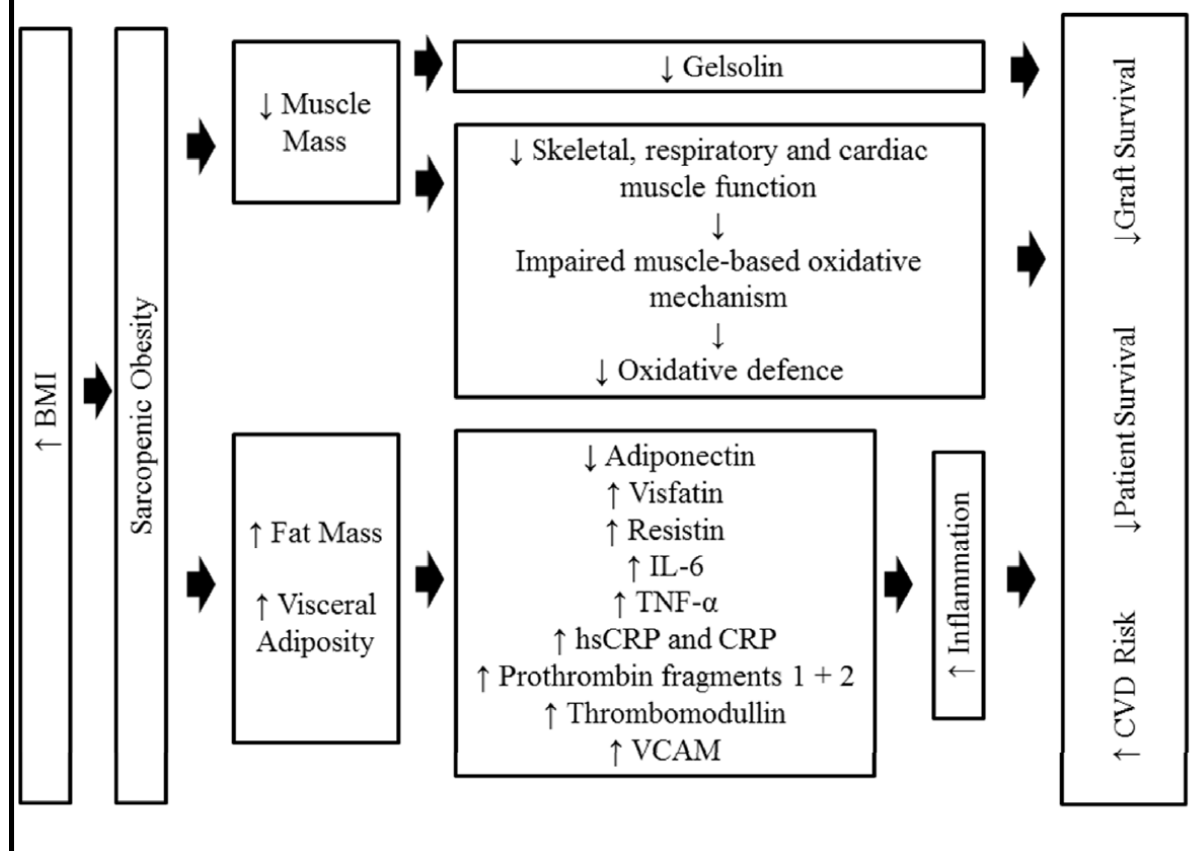 ↑ BMI
Sarcopenic Obesity
↓ Muscle
Mass
↓ Gelsolin
↓ Skeletal, respiratory and cardiac
muscle function
↓
Impaired muscle-based oxidative
mechanism
↓
↓ Oxidative defence
↑ Fat Mass
↑ Visceral
Adiposity
↓ Adiponectin
↑ Visfatin
↑ Resistin
↑ IL-6
↑ TNF-α
↑ hsCRP and CRP
↑ Prothrombin fragments 1 + 2
↑ Thrombomodullin
↑ VCAM
↑ Inflammation
↓Graft Survival
↓Patient Survival
↑ CVD Risk